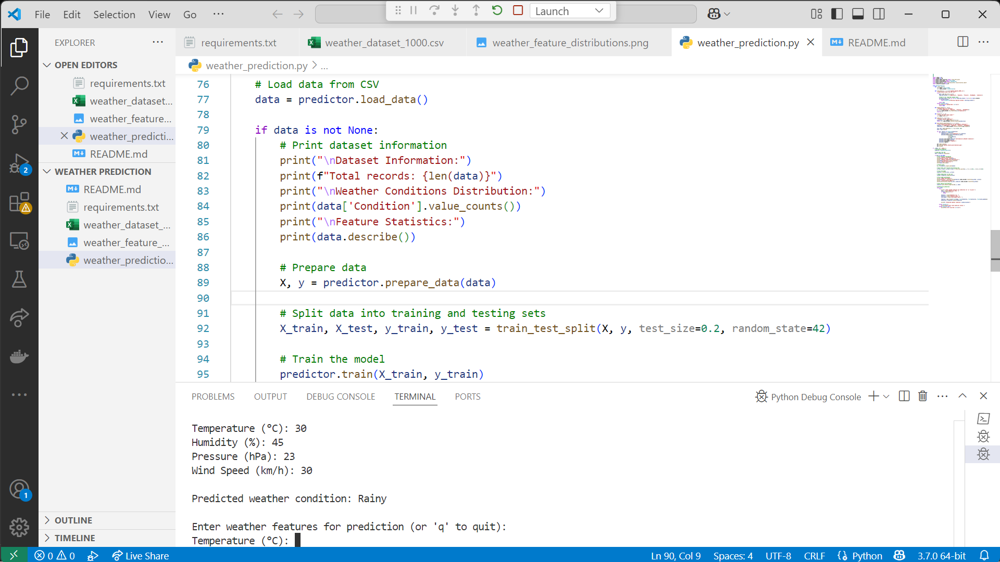 File Edit Selection View Go ...
Launch
EXPLORER
requirements.txt
weather_dataset_1000.csv
weather_feature_distributions.png
weather_prediction.py
README.md
OPEN EDITORS
requirements.txt
weather_dataset...
weather_feature...
weather_predicti...
README.md
WEATHER PREDICTION
README.md
requirements.txt
weather_dataset_...
weather_feature_...
weather_predictio...
OUTLINE
TIMELINE
2
1
weather_prediction.py > ...
76 # Load data from CSV
77 data = predictor.load_data()
78
79 if data is not None:
80 # Print dataset information
81 print("\nDataset Information:")
82 print(f"Total records: {len(data)}")
83 print("\nWeather Conditions Distribution:")
84 print(data['Condition'].value_counts())
85 print("\nFeature Statistics:")
86 print(data.describe())
87
88 # Prepare data
89 X, y = predictor.prepare_data(data)
90
91 # Split data into training and testing sets
92 X_train, X_test, y_train, y_test = train_test_split(X, y, test_size=0.2, random_state=42)
93
94 # Train the model
95 predictor.train(X_train, y_train)
PROBLEMS OUTPUT DEBUG CONSOLE TERMINAL PORTS
Python Debug Console
Temperature (°C): 30
Humidity (%): 45
Pressure (hPa): 23
Wind Speed (km/h): 30
Predicted weather condition: Rainy
Enter weather features for prediction (or 'q' to quit):
Temperature (°C):
0 0 Live Share
Ln 90, Col 9 Spaces: 4 UTF-8 CRLF Python 3.7.0 64-bit